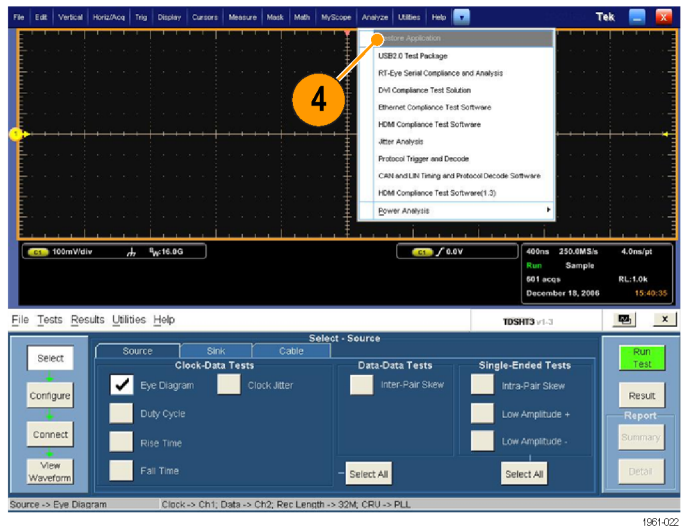 File Edit Vertical Horiz/Acq Trig Display Cursors Measure Mask Math MyScope Analyze Utilities Help Tek X
Restore Application
USB2.0 Test Package
RT-Eye Serial Compliance and Analysis
DVI Compliance Test Solution
Ethernet Compliance Test Software
HDMI Compliance Test Software
Jitter Analysis
Protocol Trigger and Decode
CAN and LIN Timing and Protocol Decode Software
HDMI Compliance Test Software(1.3)
Power Analysis
4
1
C1 100mV/div BW:16.0G
C1 0.0V
400ns 250.0MS/s 4.0ns/pt
Run Sample
501 acqs RL:1.0k
December 18, 2006 15:40:35
File Tests Results Utilities Help TDSHT3 v1-3 x
Select - Source
Select
Configure
Connect
View
Waveform
Source Sink Cable
Clock-Data Tests
Eye Diagram Clock Jitter
Duty Cycle
Rise Time
Fall Time
Data-Data Tests
Inter-Pair Skew
Select All
Single-Ended Tests
Intra-Pair Skew
Low Amplitude +
Low Amplitude -
Select All
Run
Test
Result
Report
Summary
Detail
Source -> Eye Diagram Clock -> Ch1; Data -> Ch2; Rec Length -> 32M; CRU -> PLL
1961-022